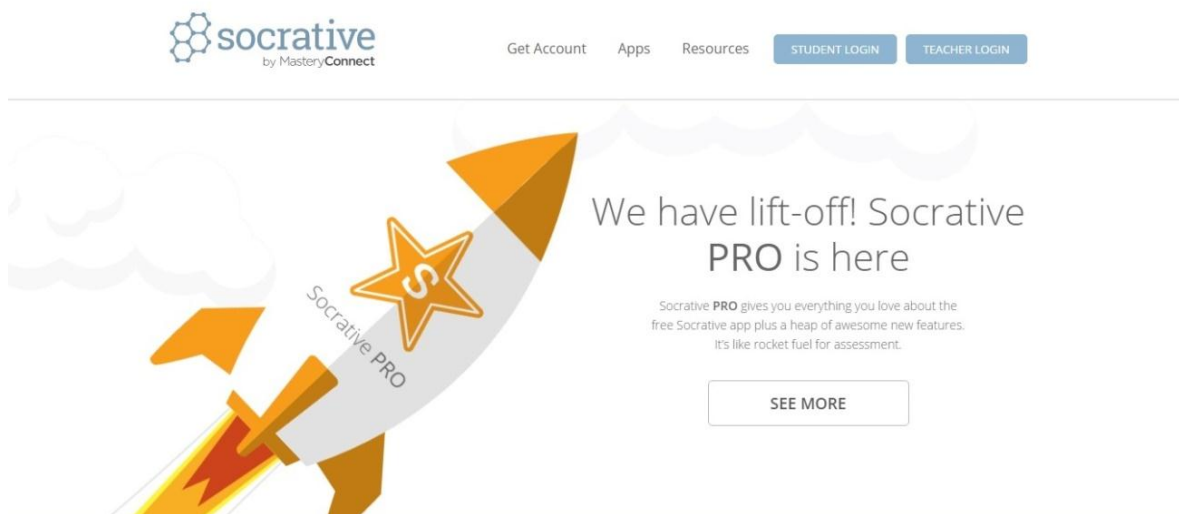 socrative
by MasteryConnect
Get Account Apps Resources STUDENT LOGIN TEACHER LOGIN
Socrative PRO
S
We have lift-off! Socrative
PRO is here
Socrative PRO gives you everything you love about the
free Socrative app plus a heap of awesome new features.
It's like rocket fuel for assessment.
SEE MORE